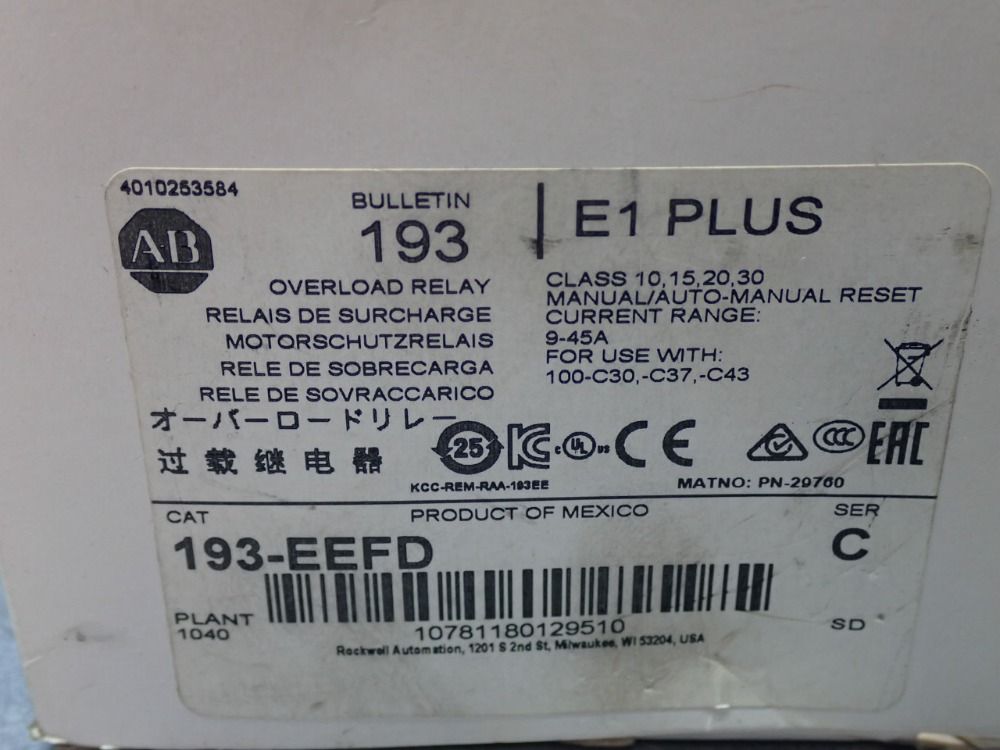 4010253584
AB
BULLETIN
193
E1 PLUS
OVERLOAD RELAY
RELAIS DE SURCHARGE
MOTORSCHUTZRELAIS
RELE DE SOBRECARGA
RELE DE SOVRACCARICO
オーバーロードリレー
过载继电器
CLASS 10,15,20,30
MANUAL/AUTO-MANUAL RESET
CURRENT RANGE:
9-45A
FOR USE WITH:
100-C30,-C37,-C43
25 KC c UL us CE CCC EAC
KCC-REM-RAA-193EE
MATNO: PN-29760
CAT
PRODUCT OF MEXICO
SER
193-EEFD
C
PLANT
1040
10781180129510
SD
Rockwell Automation, 1201 S 2nd St, Milwaukee, WI 53204, USA